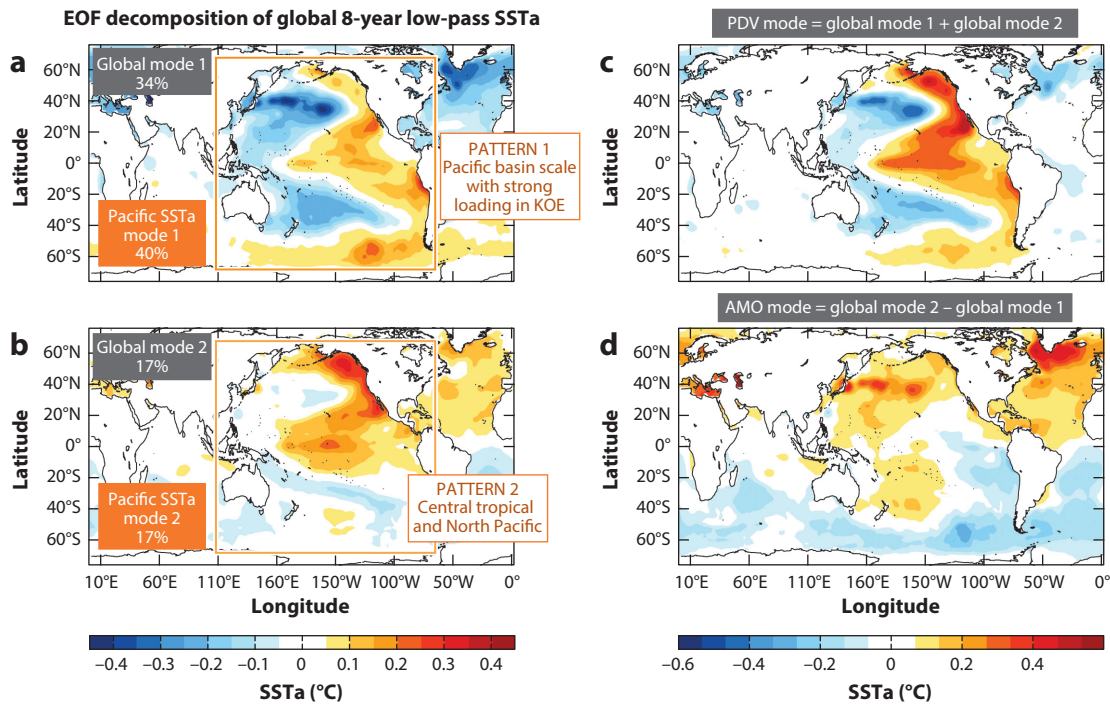 EOF decomposition of global 8-year low-pass SSTa
a
Global mode 1
34%
Pacific SSTa
mode 1
40%
PATTERN 1
Pacific basin scale
with strong
loading in KOE
Latitude
60°N
40°N
20°N
0°
20°S
40°S
60°S
b
Global mode 2
17%
Pacific SSTa
mode 2
17%
PATTERN 2
Central tropical
and North Pacific
Latitude
60°N
40°N
20°N
0°
20°S
40°S
60°S
10°E 60°E 110°E 150°W 100°W 50°W 0°
Longitude
−0.4 −0.3 −0.2 −0.1 0 0.1 0.2 0.3 0.4
SSTa (°C)
PDV mode = global mode 1 + global mode 2
c
Latitude
60°N
40°N
20°N
0°
20°S
40°S
60°S
AMO mode = global mode 2 – global mode 1
d
Latitude
60°N
40°N
20°N
0°
20°S
40°S
60°S
10°E 60°E 110°E 150°W 100°W 50°W 0°
Longitude
−0.6 −0.4 −0.2 0 0.2 0.4
SSTa (°C)